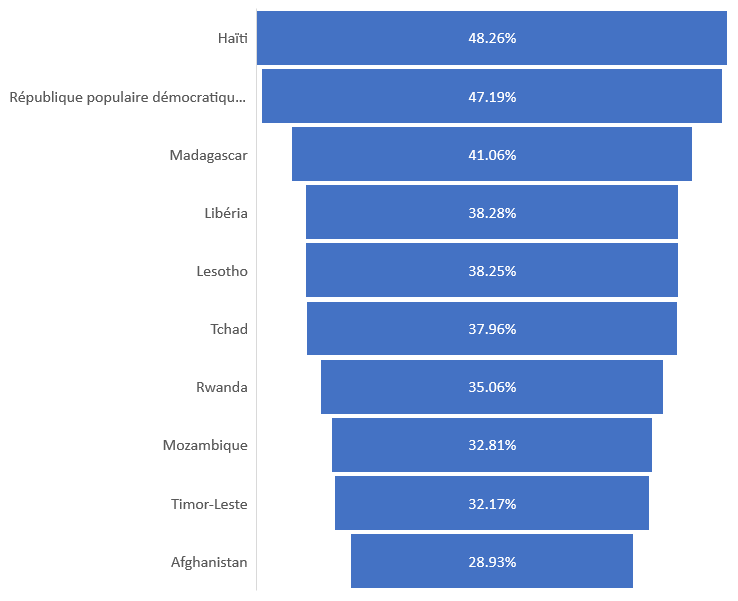 Haïti 48.26%
République populaire démocratiqu... 47.19%
Madagascar 41.06%
Libéria 38.28%
Lesotho 38.25%
Tchad 37.96%
Rwanda 35.06%
Mozambique 32.81%
Timor-Leste 32.17%
Afghanistan 28.93%